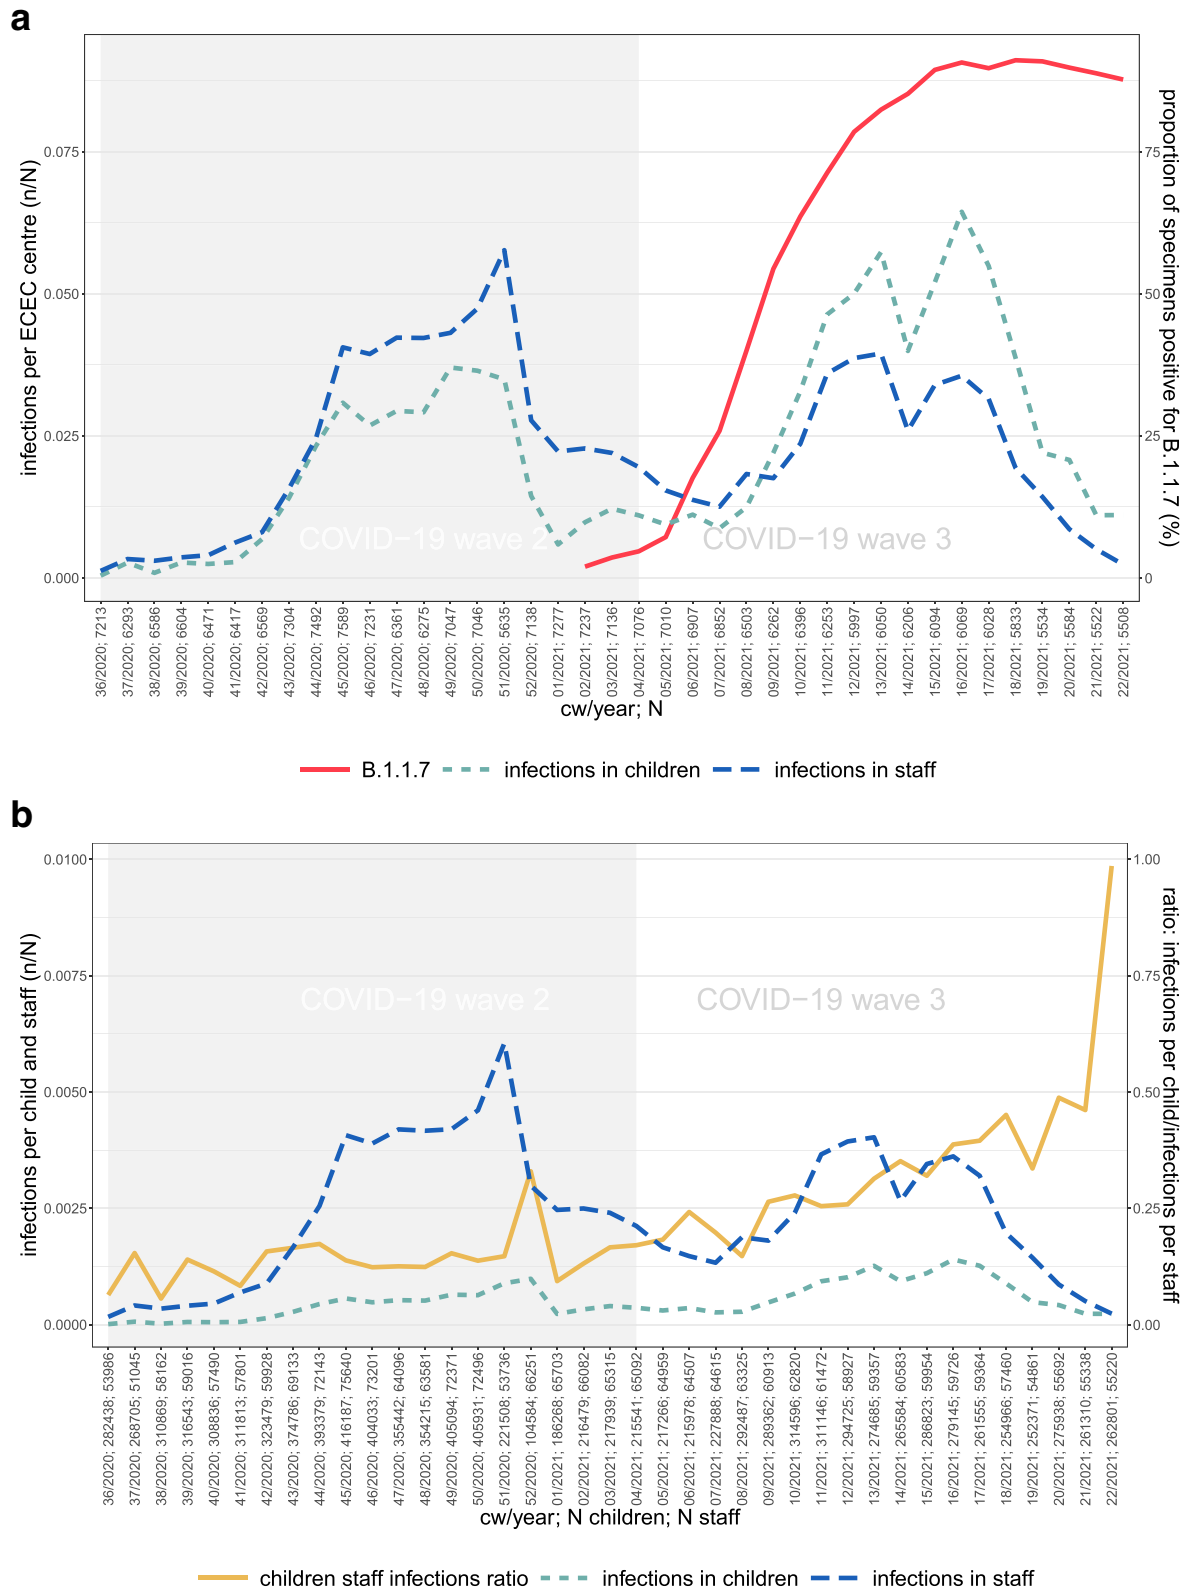 a
infections per ECEC centre (n/N)
proportion of specimens positive for B.1.1.7 (%)
0.075
0.050
0.025
0.000
75
50
25
0
COVID−19 wave 2
COVID−19 wave 3
36/2020; 7213
37/2020; 6293
38/2020; 6586
39/2020; 6604
40/2020; 6471
41/2020; 6417
42/2020; 6569
43/2020; 7304
44/2020; 7492
45/2020; 7589
46/2020; 7231
47/2020; 6361
48/2020; 6275
49/2020; 7047
50/2020; 7046
51/2020; 5635
52/2020; 7138
01/2021; 7277
02/2021; 7237
03/2021; 7136
04/2021; 7076
05/2021; 7010
06/2021; 6907
07/2021; 6852
08/2021; 6503
09/2021; 6262
10/2021; 6396
11/2021; 6253
12/2021; 5997
13/2021; 6050
14/2021; 6206
15/2021; 6094
16/2021; 6069
17/2021; 6028
18/2021; 5833
19/2021; 5534
20/2021; 5584
21/2021; 5522
22/2021; 5508
cw/year; N
B.1.1.7 infections in children infections in staff
b
infections per child and staff (n/N)
ratio: infections per child/infections per staff
0.0100
0.0075
0.0050
0.0025
0.0000
1.00
0.75
0.50
0.25
0.00
COVID−19 wave 2
COVID−19 wave 3
36/2020; 282438; 53986
37/2020; 268705; 51045
38/2020; 310869; 58162
39/2020; 316543; 59016
40/2020; 308836; 57490
41/2020; 311813; 57801
42/2020; 323479; 59928
43/2020; 374786; 69133
44/2020; 393379; 72143
45/2020; 416187; 75640
46/2020; 404033; 73201
47/2020; 355442; 64096
48/2020; 354215; 63581
49/2020; 405094; 72371
50/2020; 405931; 72496
51/2020; 221508; 53736
52/2020; 104584; 66251
01/2021; 186268; 65703
02/2021; 216479; 66082
03/2021; 217939; 65315
04/2021; 215541; 65092
05/2021; 217266; 64959
06/2021; 215978; 64507
07/2021; 227888; 64615
08/2021; 292487; 63325
09/2021; 289362; 60913
10/2021; 314596; 62820
11/2021; 311146; 61472
12/2021; 294725; 58927
13/2021; 274685; 59357
14/2021; 265584; 60583
15/2021; 286823; 59954
16/2021; 279145; 59726
17/2021; 261555; 59364
18/2021; 254966; 57460
19/2021; 252371; 54861
20/2021; 275938; 56692
21/2021; 261310; 55338
22/2021; 262801; 55220
cw/year; N children; N staff
children staff infections ratio infections in children infections in staff